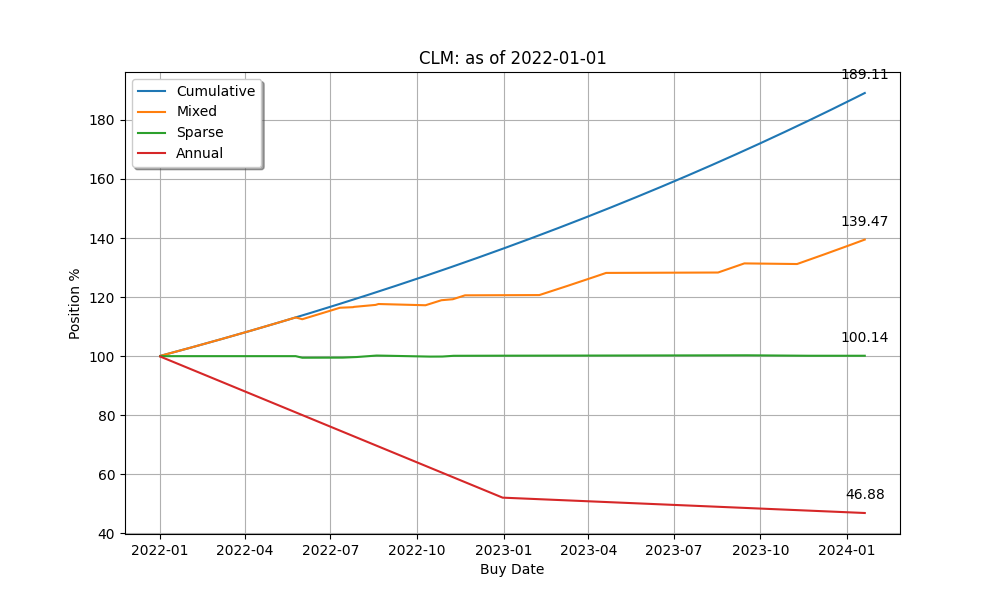 CLM: as of 2022-01-01
Cumulative
Mixed
Sparse
Annual
189.11
139.47
100.14
46.88
Position %
180
160
140
120
100
80
60
40
2022-01 2022-04 2022-07 2022-10 2023-01 2023-04 2023-07 2023-10 2024-01
Buy Date